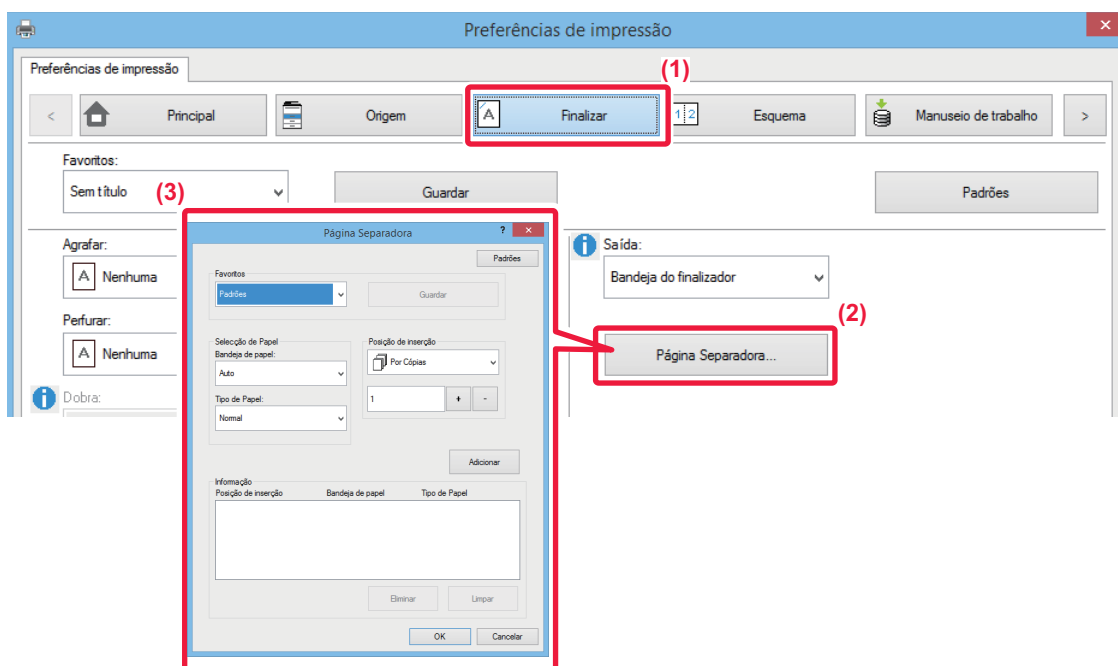 Preferências de impressão
Preferências de impressão
(1)
< Principal Origem A Finalizar 1 2 Esquema Manuseio de trabalho >
Favoritos:
Sem título
Guardar
Padrões
(3)
Agrafar:
A Nenhuma
Perfurar:
A Nenhuma
Dobra:
Página Separadora ?
Padrões
Favoritos
Padrões
Guardar
Selecção de Papel
Bandeja de papel:
Auto
Tipo de Papel:
Normal
Posição de inserção
Por Cópias
1 + -
Adicionar
Informação
Posição de inserção Bandeja de papel Tipo de Papel
Eliminar Limpar
OK Cancelar
Saída:
Bandeja do finalizador
(2)
Página Separadora...